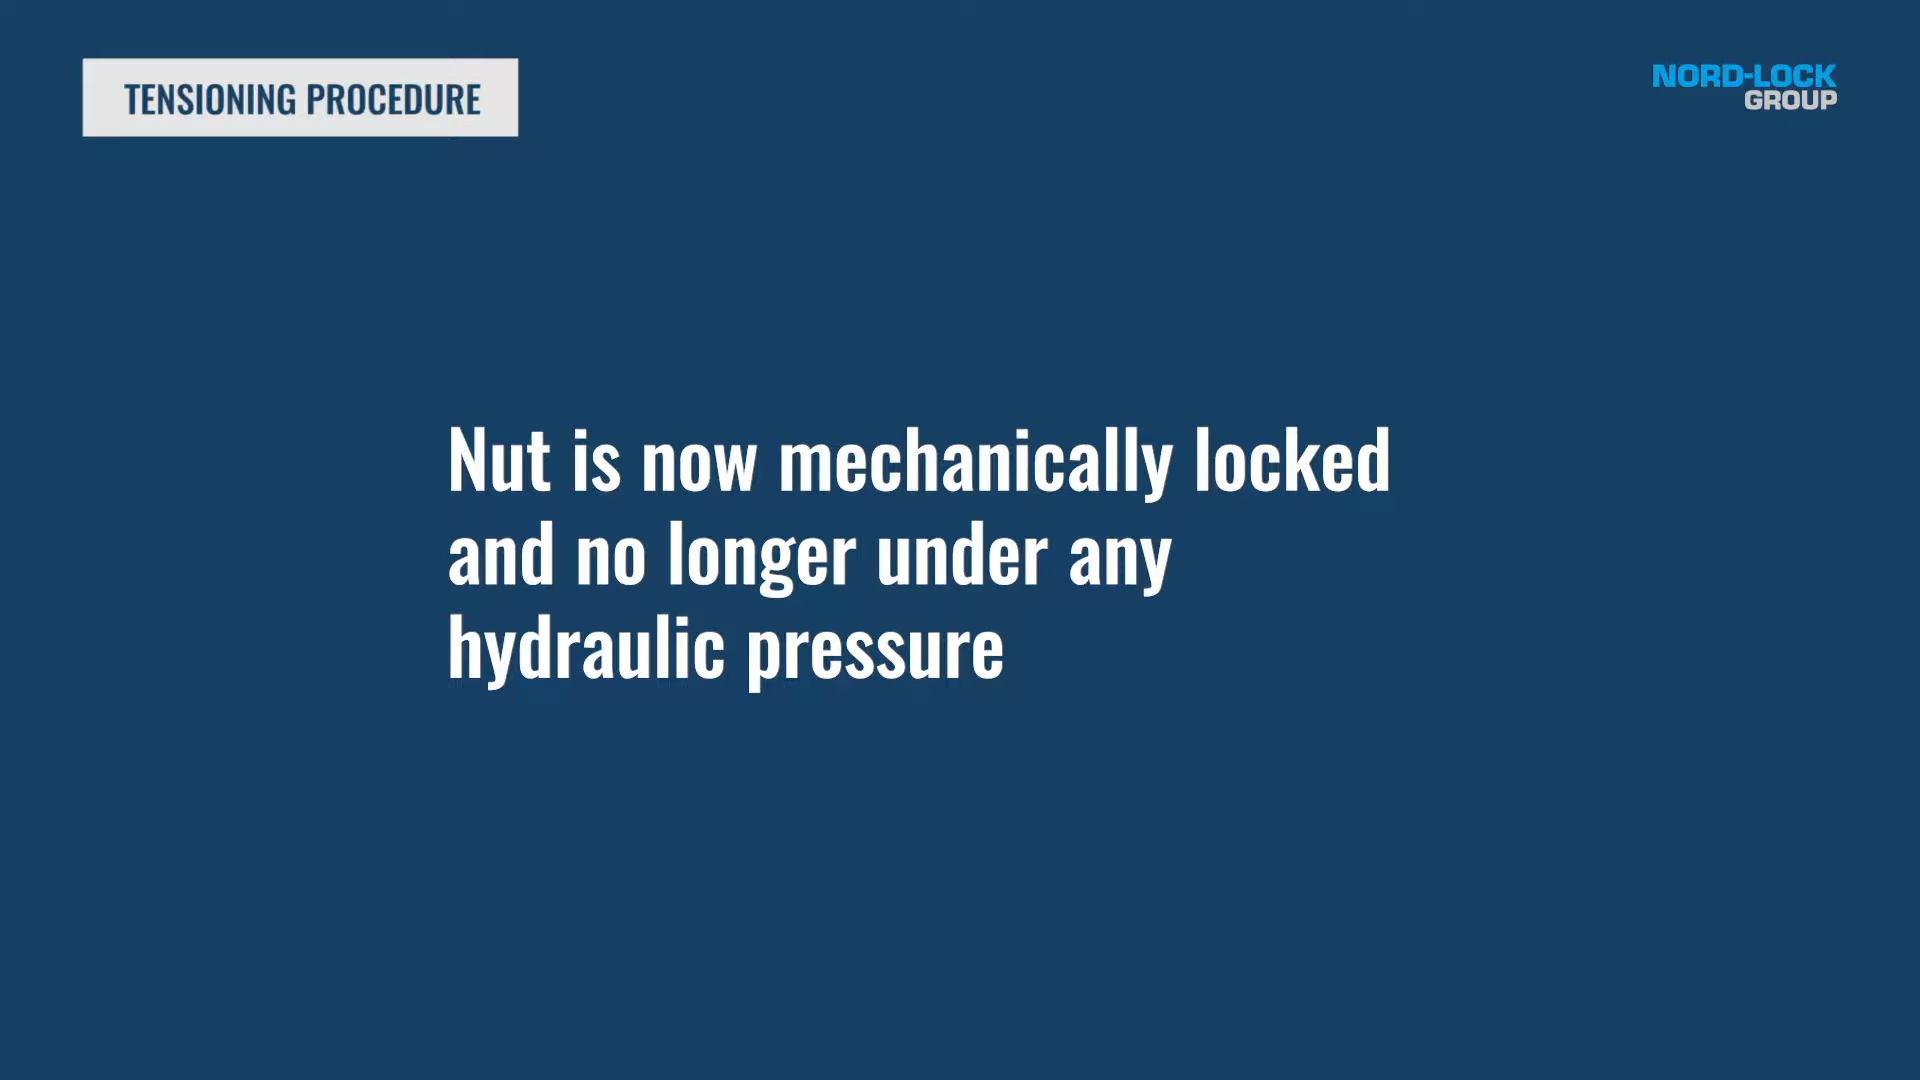 TENSIONING PROCEDURE
NORD-LOCK
GROUP
Nut is now mechanically locked
and no longer under any
hydraulic pressure